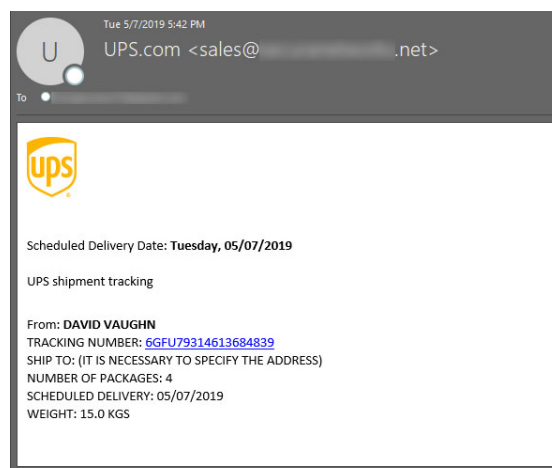 Tue 5/7/2019 5:42 PM
U
UPS.com <sales@ .net>
To
ups
Scheduled Delivery Date: Tuesday, 05/07/2019
UPS shipment tracking
From: DAVID VAUGHN
TRACKING NUMBER: 6GFU79314613684839
SHIP TO: (IT IS NECESSARY TO SPECIFY THE ADDRESS)
NUMBER OF PACKAGES: 4
SCHEDULED DELIVERY: 05/07/2019
WEIGHT: 15.0 KGS